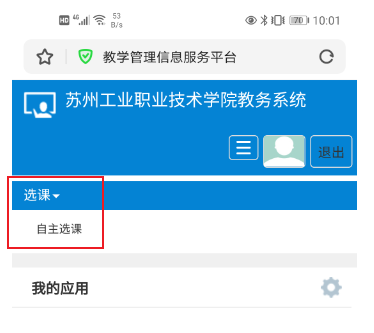 HD 46 53 B/s 10:01
教学管理信息服务平台
苏州工业职业技术学院教务系统
退出
选课
自主选课
我的应用